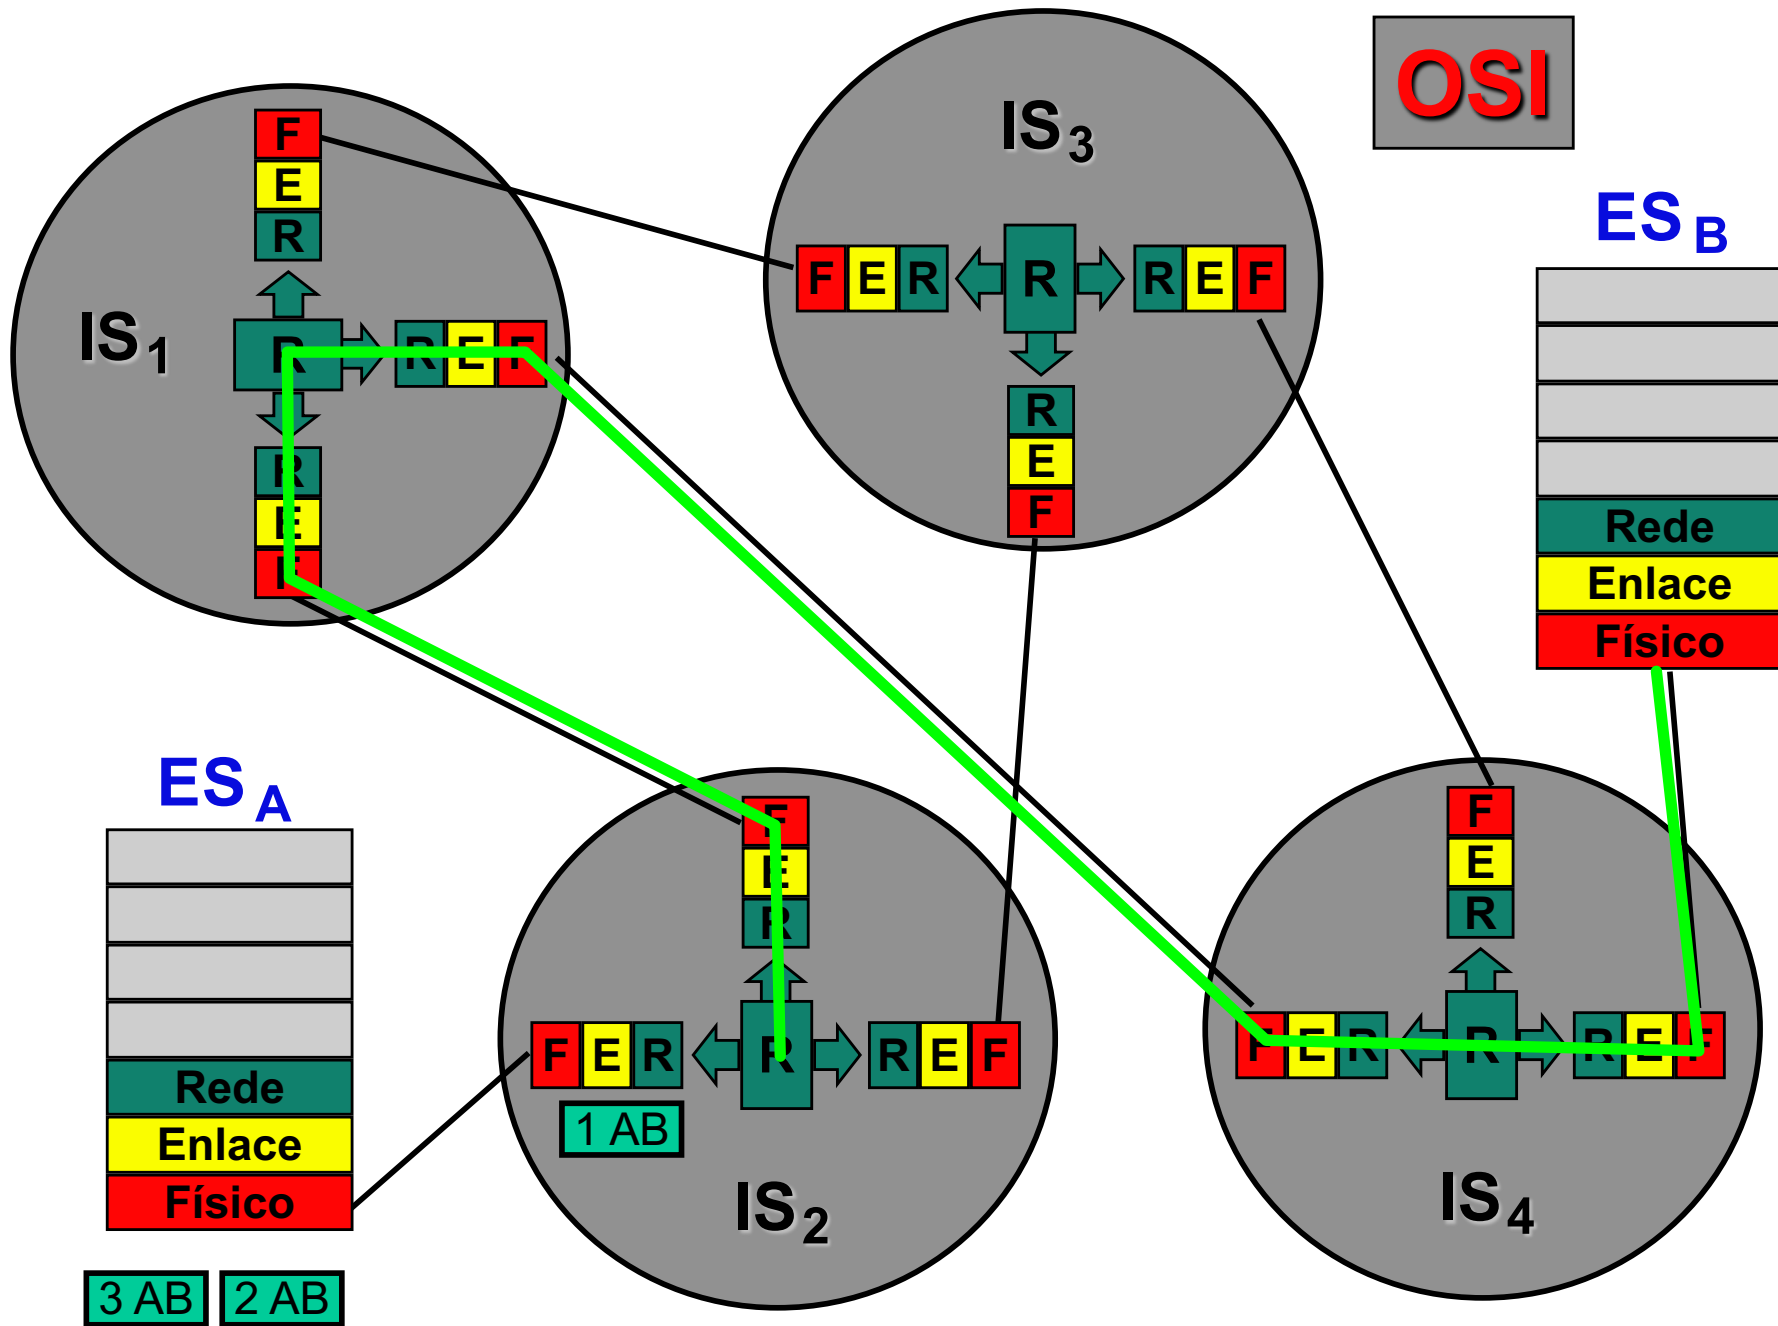 OSI
IS3
F
E
R
F E R R R E F
ES B
IS1
R R E F
R
E
F
R
E
F
Rede
Enlace
Físico
ES A
F
E
R
F
E
R
F E R R R E F
F E R R R E F
Rede
Enlace
Físico
1 AB
IS2
IS4
3 AB 2 AB